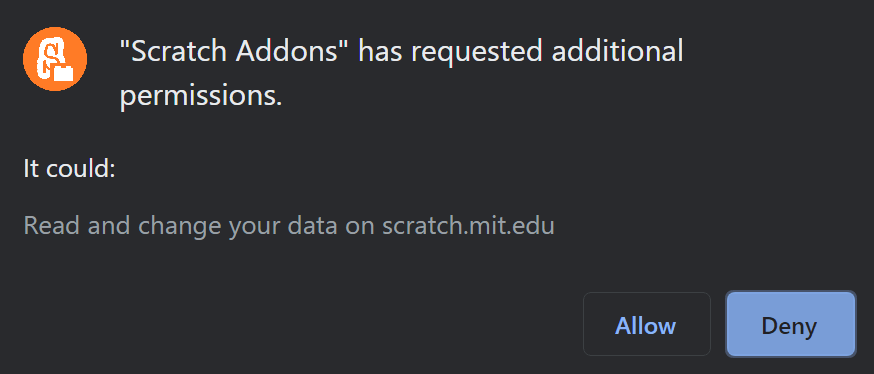 "Scratch Addons" has requested additional
permissions.
It could:
Read and change your data on scratch.mit.edu
Allow
Deny